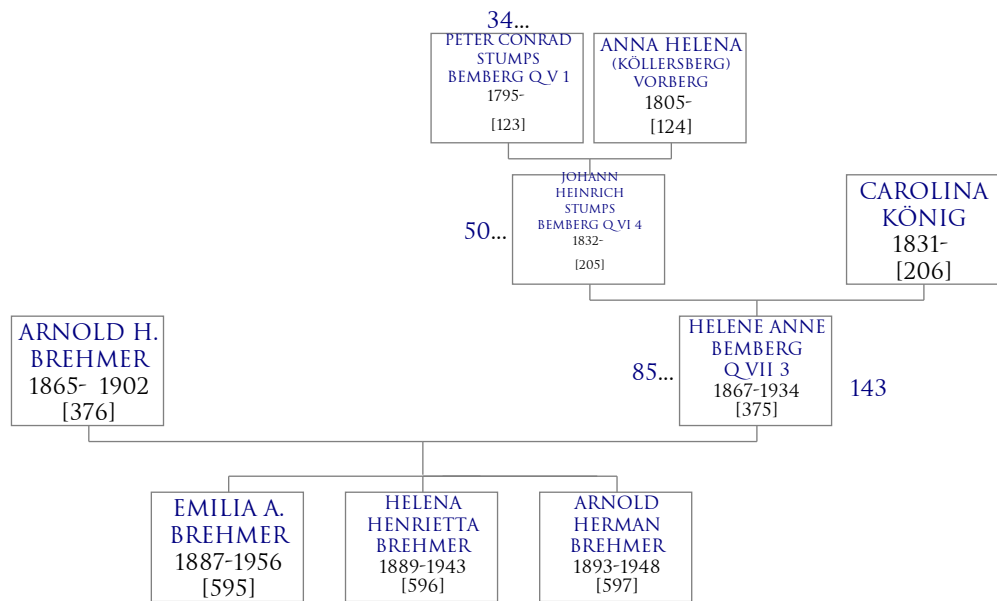 34...
PETER CONRAD
STUMPS
BEMBERG Q V 1
1795-
[123]
ANNA HELENA
(KÖLLERSBERG)
VORBERG
1805-
[124]
50...
JOHANN
HEINRICH
STUMPS
BEMBERG Q VI 4
1832-
[205]
CAROLINA
KÖNIG
1831-
[206]
ARNOLD H.
BREHMER
1865- 1902
[376]
85...
HELENE ANNE
BEMBERG
Q VII 3
1867-1934
[375]
143
EMILIA A.
BREHMER
1887-1956
[595]
HELENA
HENRIETTA
BREHMER
1889-1943
[596]
ARNOLD
HERMAN
BREHMER
1893-1948
[597]